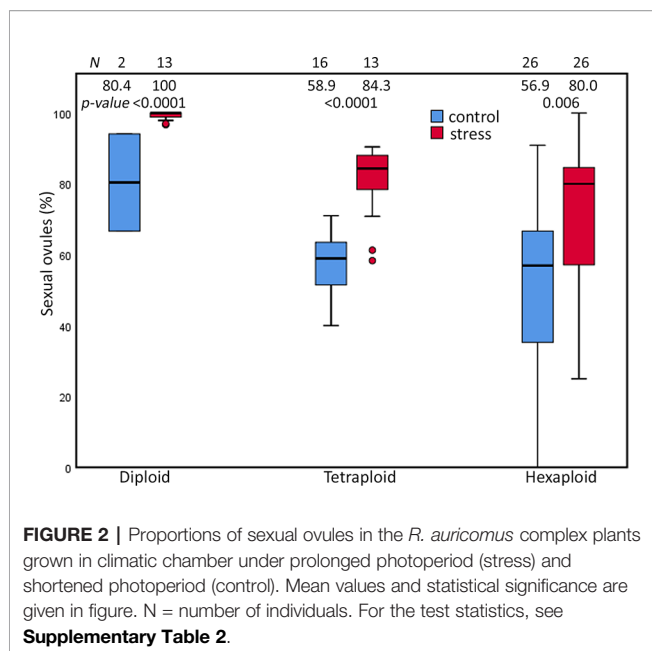 N 2 13 16 13 26 26
80.4 100 58.9 84.3 56.9 80.0
p-value <0.0001 <0.0001 0.006
control
stress
100
80
60
40
20
0
Sexual ovules (%)
Diploid Tetraploid Hexaploid
FIGURE 2 | Proportions of sexual ovules in the R. auricomus complex plants
grown in climatic chamber under prolonged photoperiod (stress) and
shortened photoperiod (control). Mean values and statistical significance are
given in figure. N = number of individuals. For the test statistics, see
Supplementary Table 2.